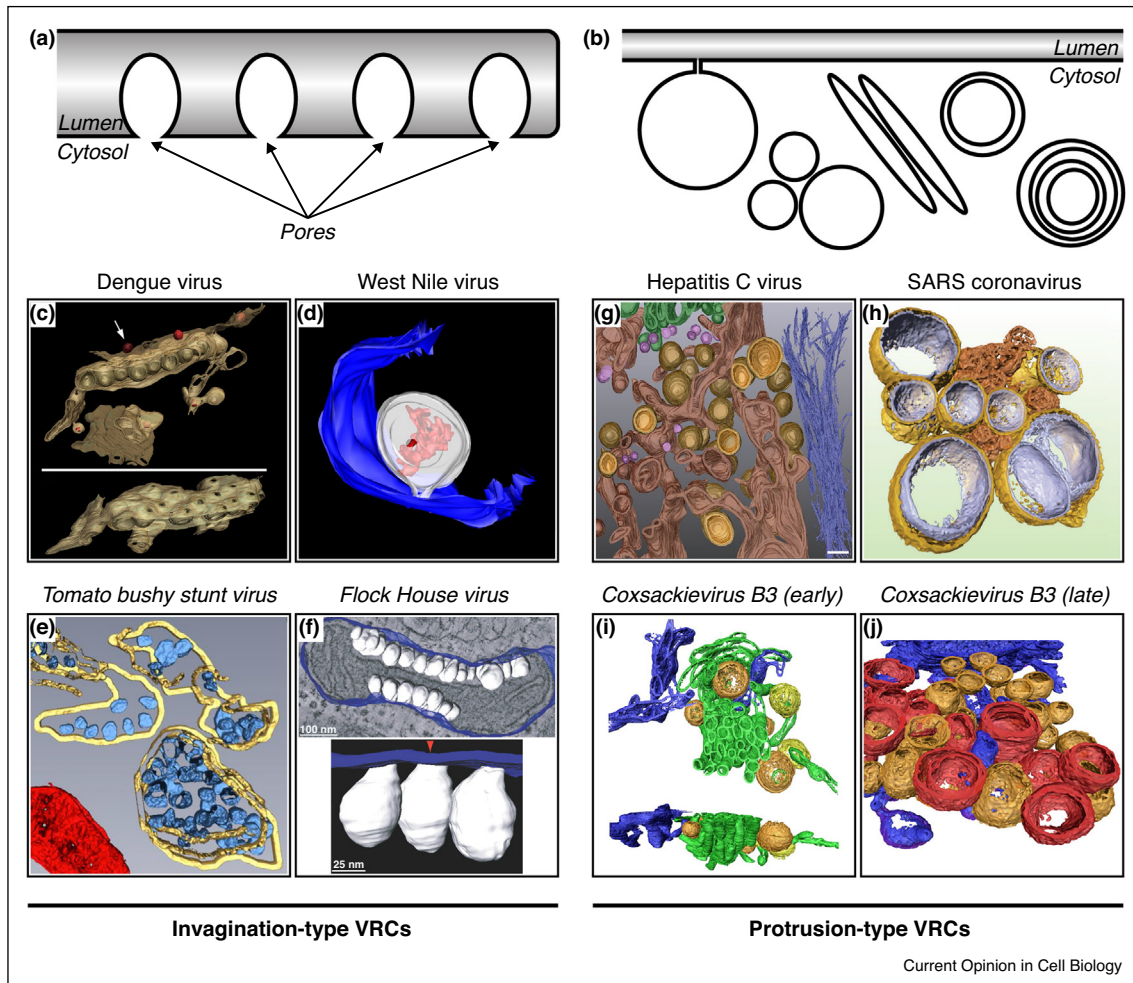 (a)
Lumen
Cytosol
Pores
(b)
Lumen
Cytosol
Dengue virus
West Nile virus
(c)
(d)
Tomato bushy stunt virus
Flock House virus
(e)
(f)
100 nm
25 nm
Invagination-type VRCs
Hepatitis C virus
SARS coronavirus
(g)
(h)
Coxsackievirus B3 (early)
Coxsackievirus B3 (late)
(i)
(j)
Protrusion-type VRCs
Current Opinion in Cell Biology